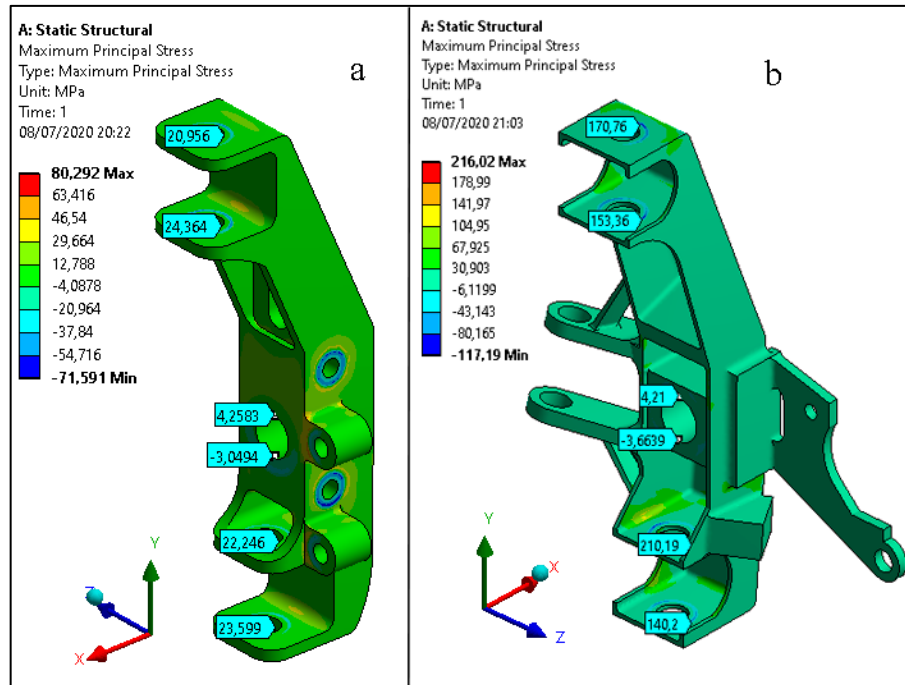 A: Static Structural
Maximum Principal Stress
Type: Maximum Principal Stress
Unit: MPa
Time: 1
08/07/2020 20:22
a
80,292 Max
63,416
46,54
29,664
12,788
-4,0878
-20,964
-37,84
-54,716
-71,591 Min
20,956
24,364
4,2583
-3,0494
22,246
23,599
Y
Z
X
A: Static Structural
Maximum Principal Stress
Type: Maximum Principal Stress
Unit: MPa
Time: 1
08/07/2020 21:03
b
216,02 Max
178,99
141,97
104,95
67,925
30,903
-6,1199
-43,143
-80,165
-117,19 Min
170,76
153,36
4,21
-3,6639
210,19
140,2
Y
X
Z